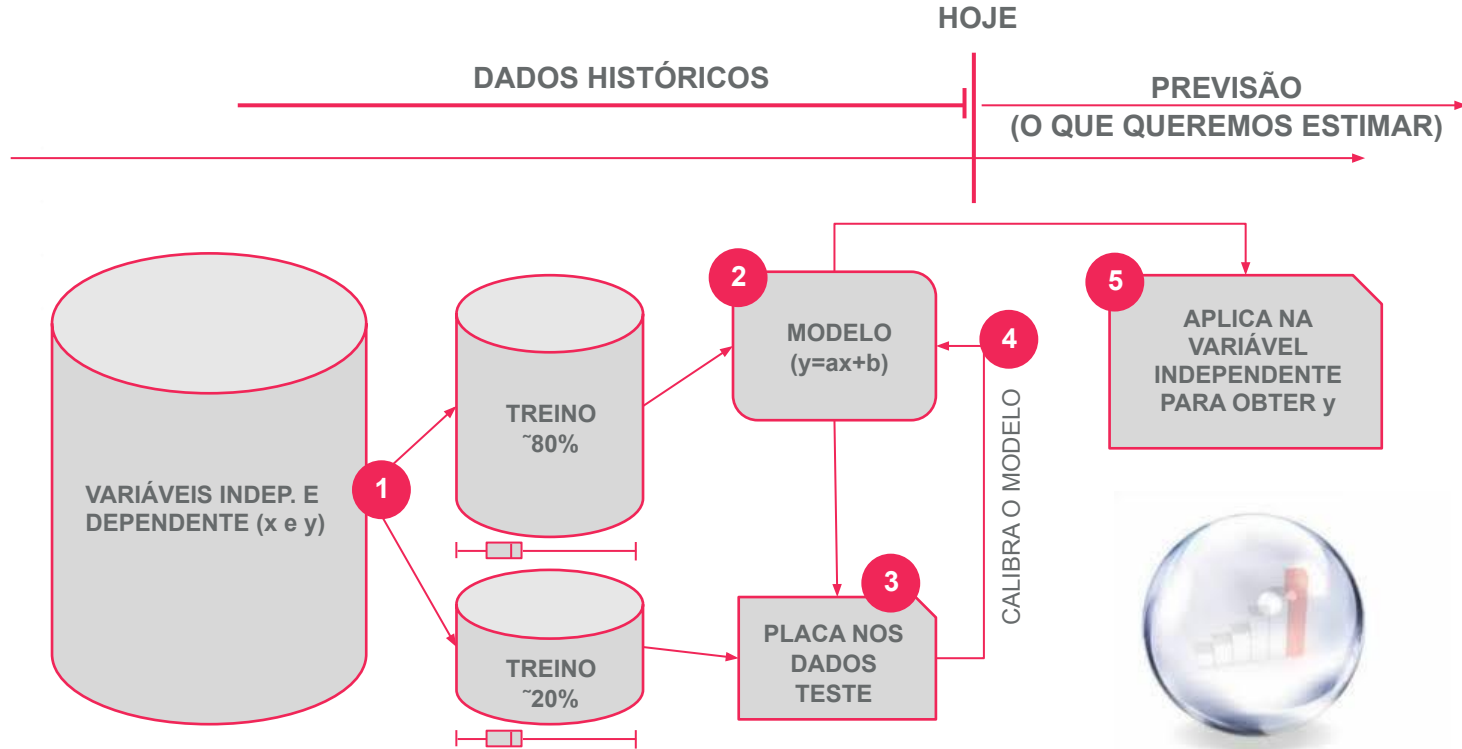 HOJE
DADOS HISTÓRICOS
PREVISÃO
(O QUE QUEREMOS ESTIMAR)
VARIÁVEIS INDEP. E
DEPENDENTE (x e y)
1
TREINO
˜80%
TREINO
˜20%
2
MODELO
(y=ax+b)
3
PLACA NOS
DADOS
TESTE
4
CALIBRA O MODELO
5
APLICA NA
VARIÁVEL
INDEPENDENTE
PARA OBTER y